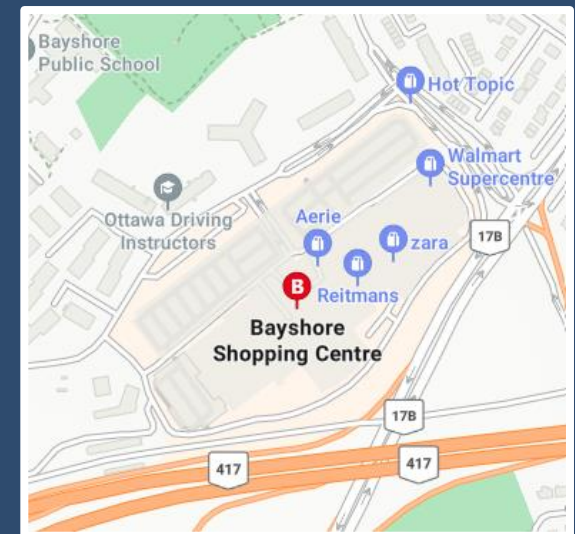 Bayshore
Public School
Hot Topic
Walmart
Supercentre
Ottawa Driving
Instructors
Aerie
zara
17B
B
Reitmans
Bayshore
Shopping Centre
17B
417
417